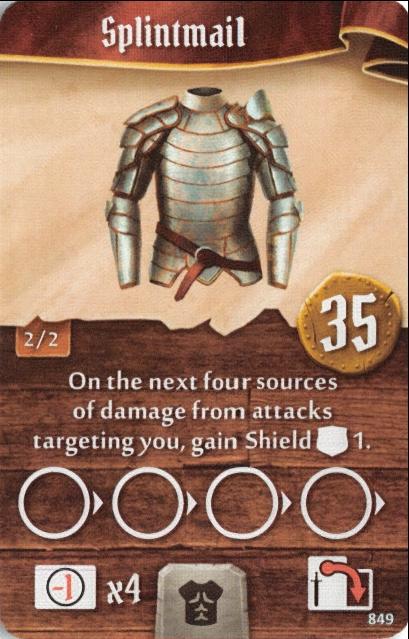 Splintmail
35
2/2
On the next four sources
of damage from attacks
targeting you, gain Shield 1.
-1 x4
849